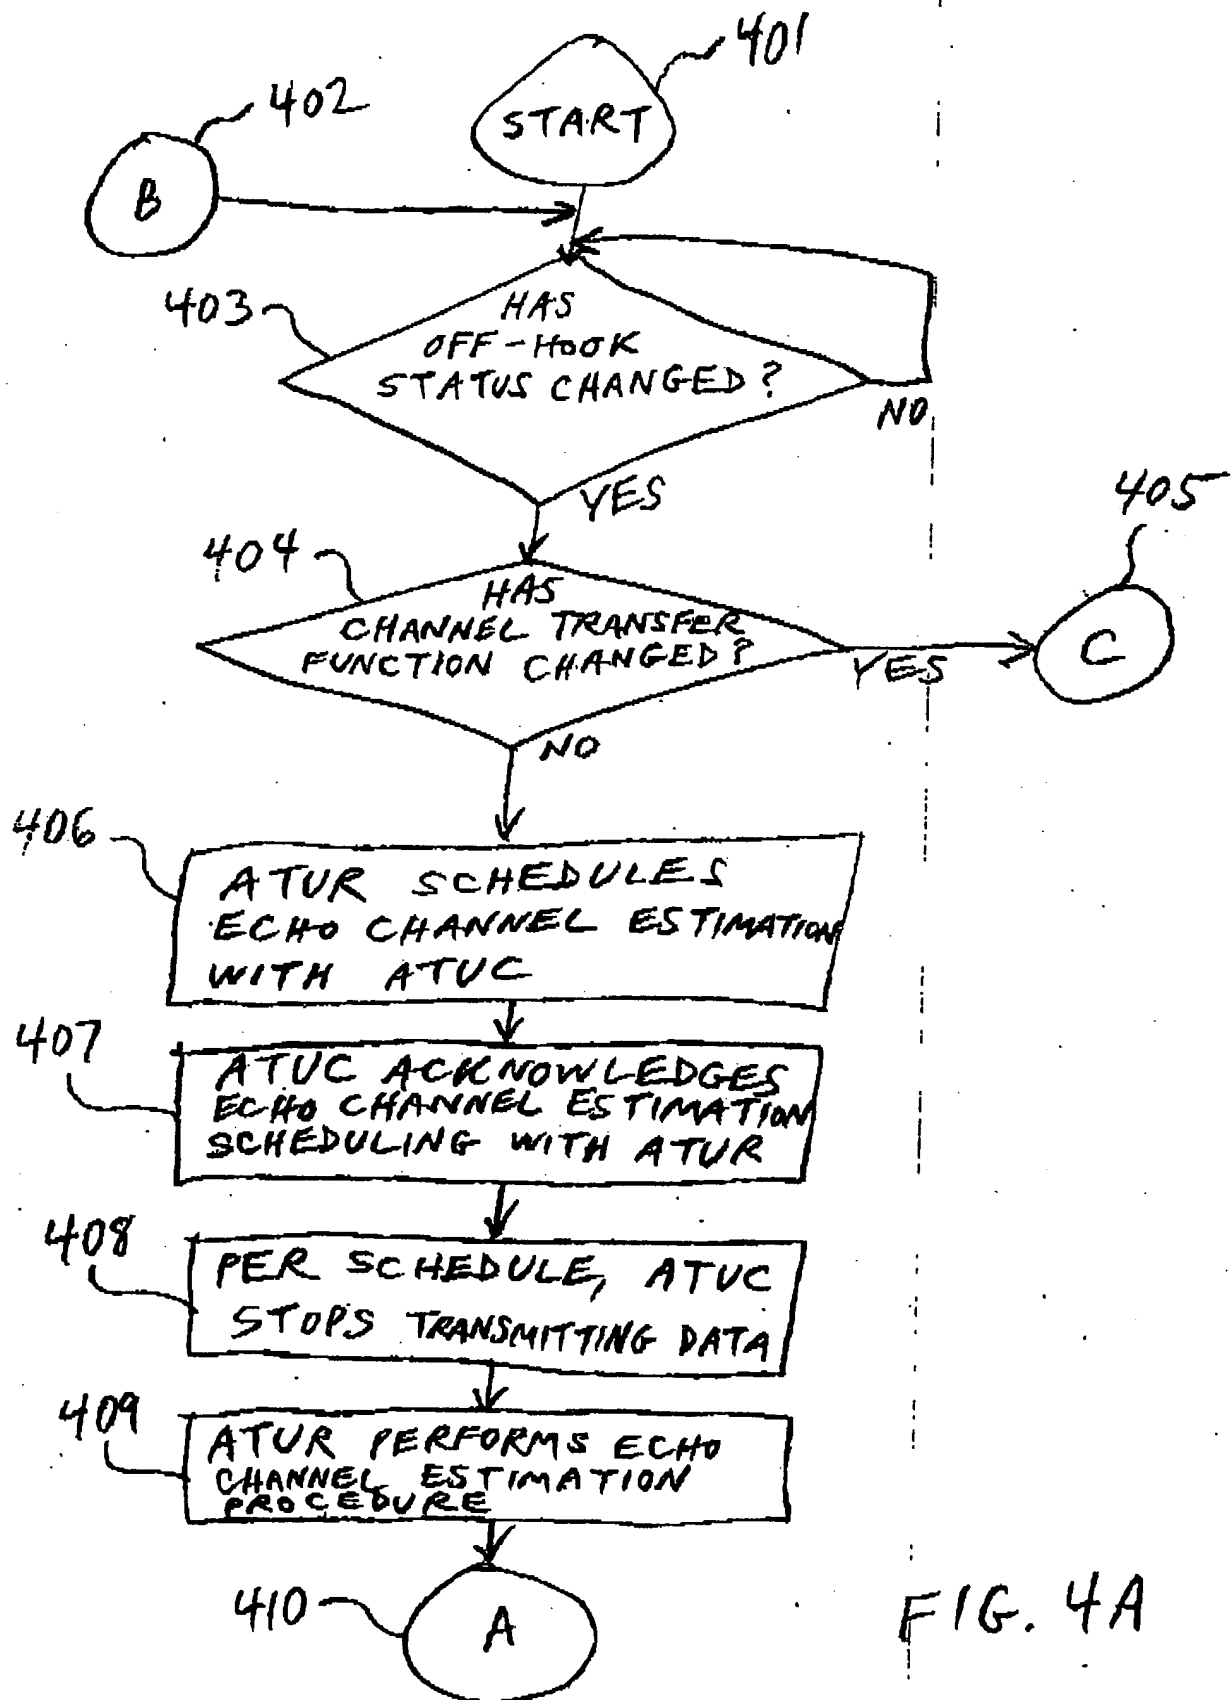 401
START
402
B
403
HAS
OFF-HOOK
STATUS CHANGED?
NO
YES
405
404
HAS
CHANNEL TRANSFER
FUNCTION CHANGED?
YES
C
NO
406
ATUR SCHEDULES
ECHO CHANNEL ESTIMATION
WITH ATUC
407
ATUC ACKNOWLEDGES
ECHO CHANNEL ESTIMATION
SCHEDULING WITH ATUR
408
PER SCHEDULE, ATUC
STOPS TRANSMITTING DATA
409
ATUR PERFORMS ECHO
CHANNEL ESTIMATION
PROCEDURE
410
A
FIG. 4A